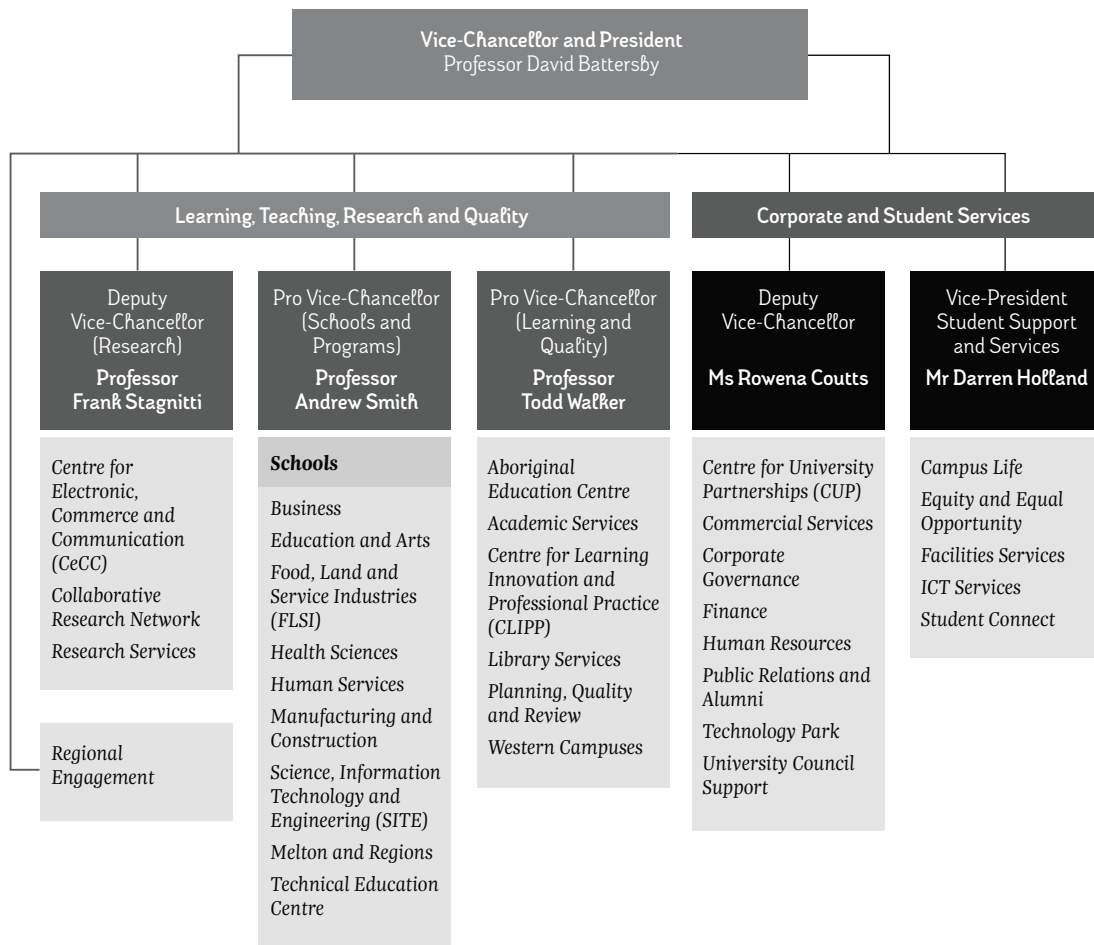 Vice-Chancellor and President
Professor David Battersby
Learning, Teaching, Research and Quality
Corporate and Student Services
Deputy
Vice-Chancellor
(Research)
Professor
Frank Stagnitti
Centre for
Electronic,
Commerce and
Communication
(CeCC)
Collaborative
Research Network
Research Services
Regional
Engagement
Pro Vice-Chancellor
(Schools and
Programs)
Professor
Andrew Smith
Schools
Business
Education and Arts
Food, Land and
Service Industries
(FLSI)
Health Sciences
Human Services
Manufacturing and
Construction
Science, Information
Technology and
Engineering (SITE)
Melton and Regions
Technical Education
Centre
Pro Vice-Chancellor
(Learning and
Quality)
Professor
Todd Walker
Aboriginal
Education Centre
Academic Services
Centre for Learning
Innovation and
Professional Practice
(CLIPP)
Library Services
Planning, Quality
and Review
Western Campuses
Deputy
Vice-Chancellor
Ms Rowena Coutts
Centre for University
Partnerships (CUP)
Commercial Services
Corporate
Governance
Finance
Human Resources
Public Relations and
Alumni
Technology Park
University Council
Support
Vice-President
Student Support
and Services
Mr Darren Holland
Campus Life
Equity and Equal
Opportunity
Facilities Services
ICT Services
Student Connect